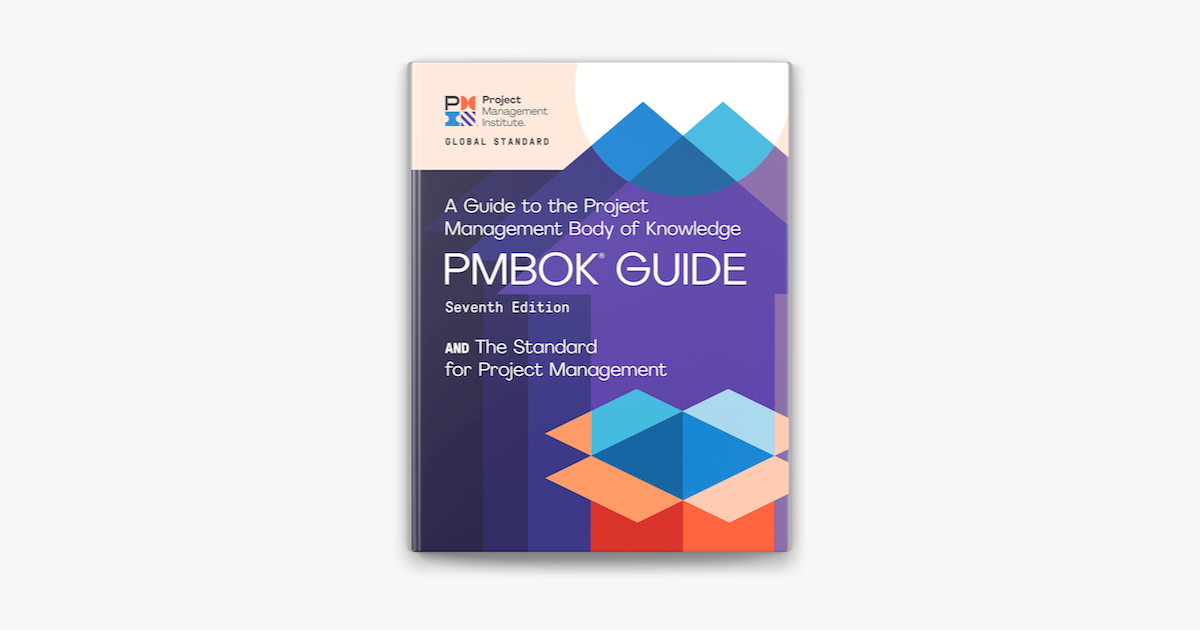 PM
Project
Management
Institute.
GLOBAL STANDARD
A Guide to the Project
Management Body of Knowledge
PMBOK® GUIDE
Seventh Edition
AND The Standard
for Project Management